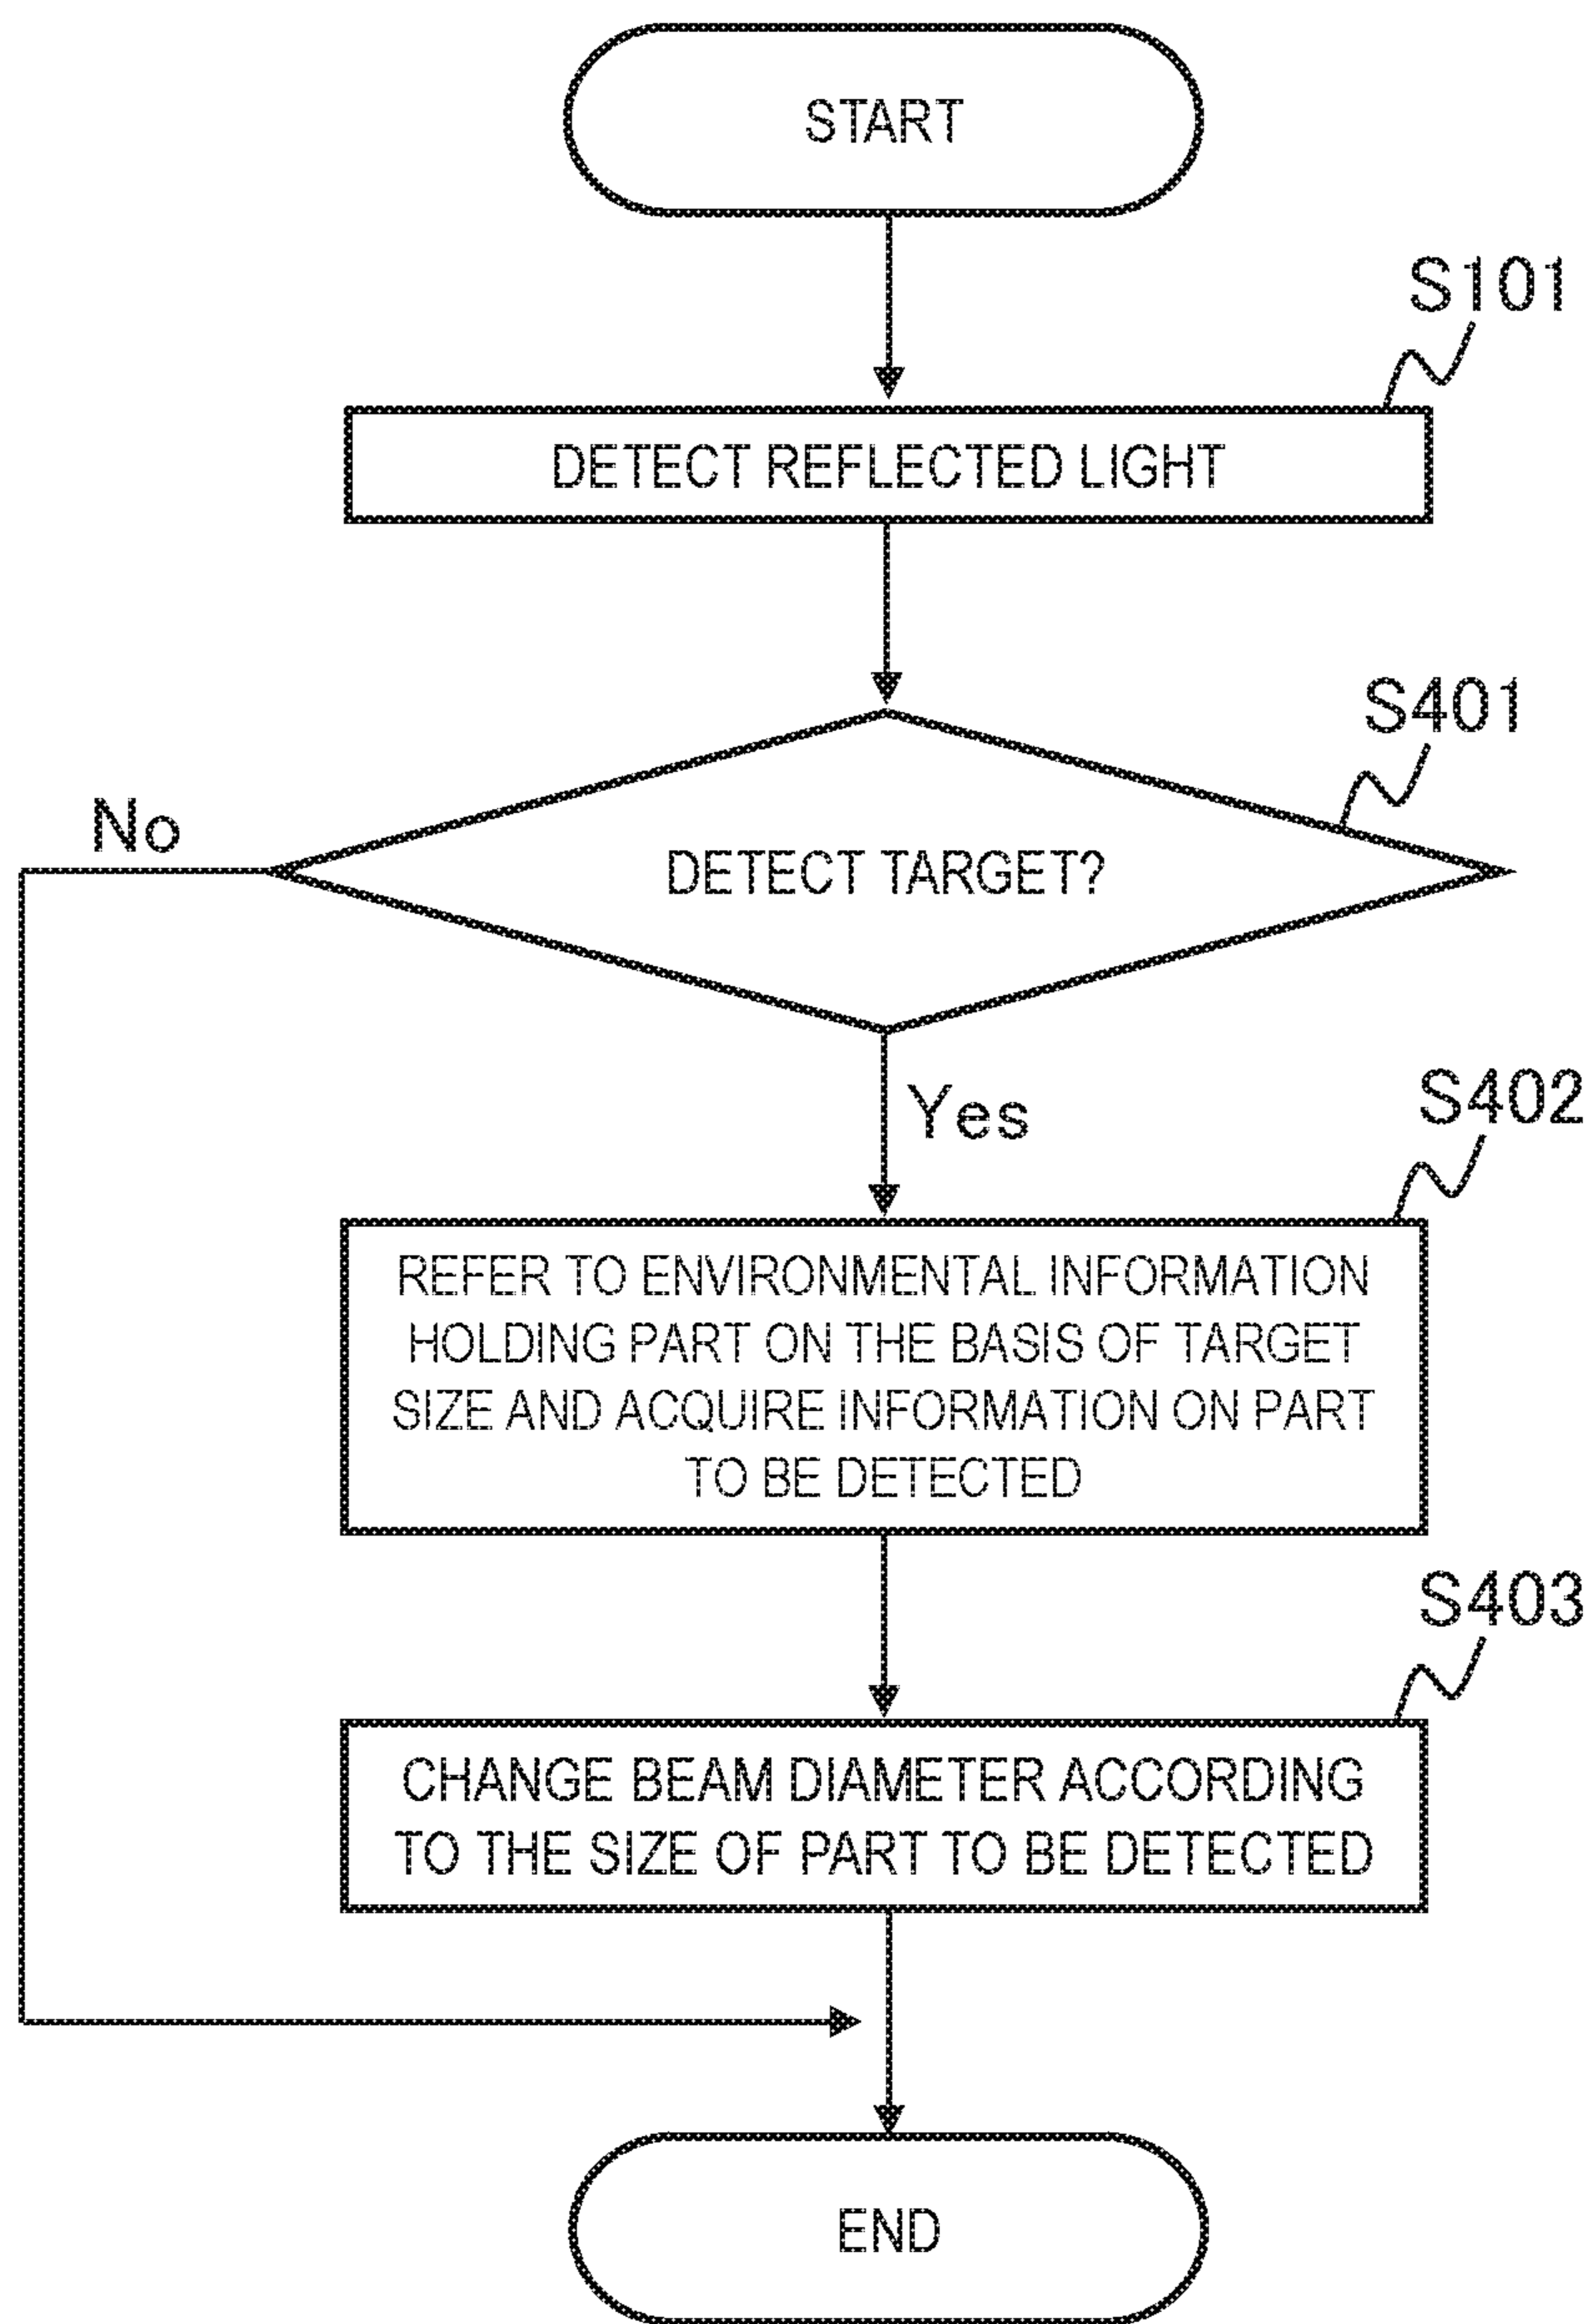 START
S101
DETECT REFLECTED LIGHT
S401
No
DETECT TARGET?
Yes
S402
REFER TO ENVIRONMENTAL INFORMATION
HOLDING PART ON THE BASIS OF TARGET
SIZE AND ACQUIRE INFORMATION ON PART
TO BE DETECTED
S403
CHANGE BEAM DIAMETER ACCORDING
TO THE SIZE OF PART TO BE DETECTED
END